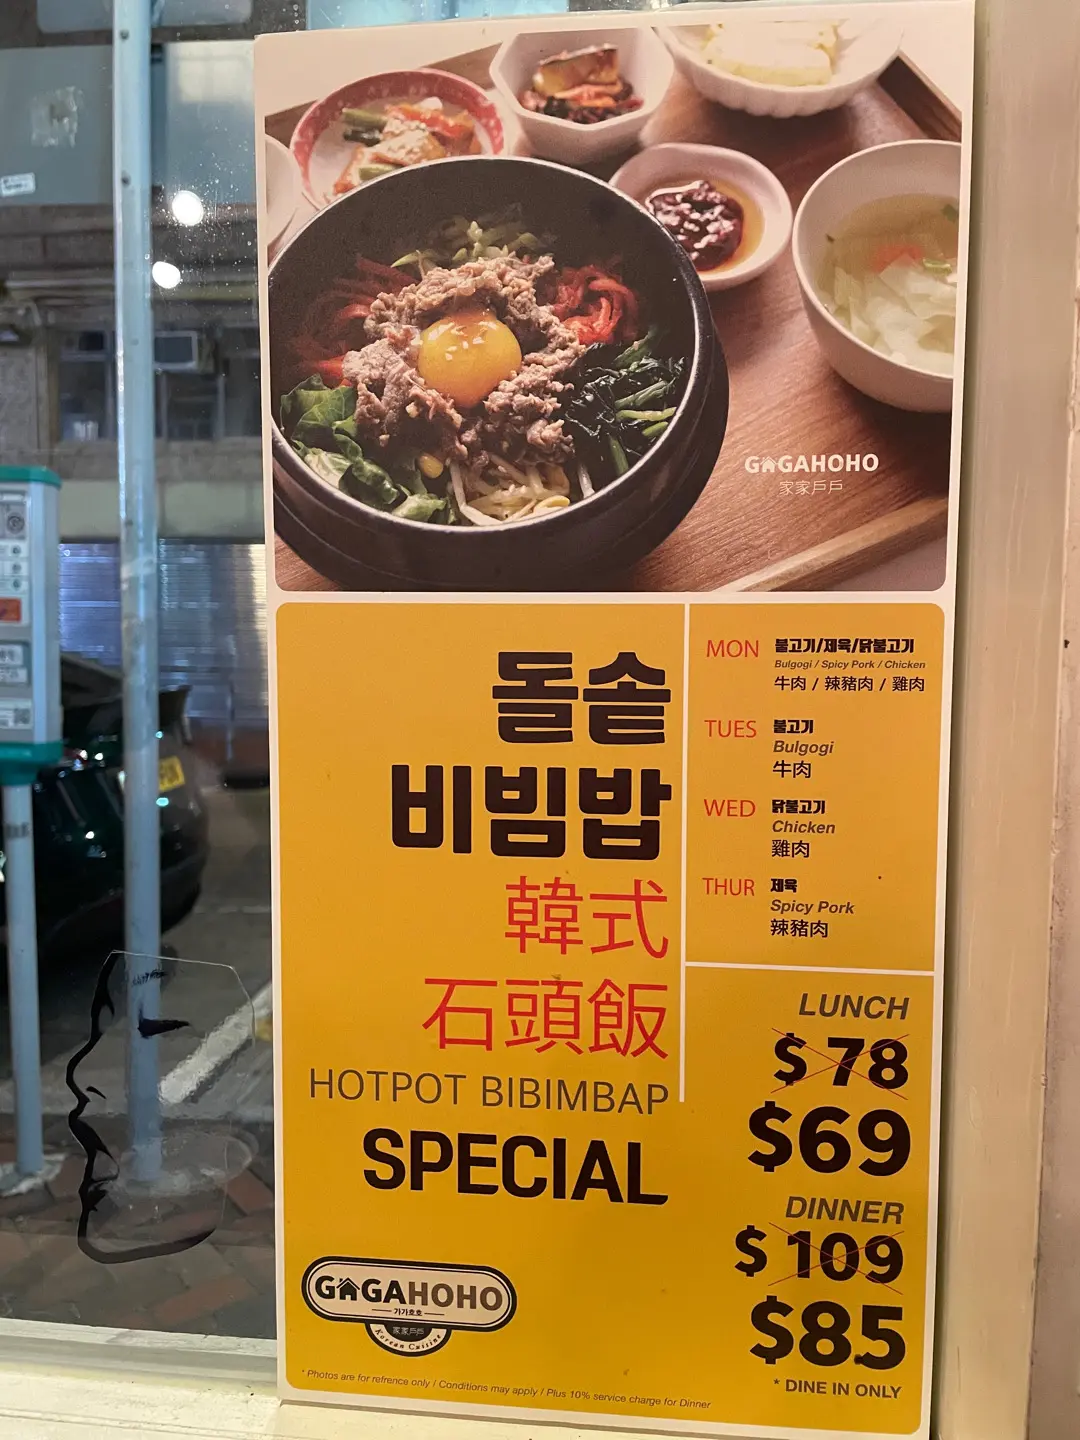 GAGAHOHO
家家戶戶
돌솥
비빔밥
韓式
石頭飯
HOTPOT BIBIMBAP
SPECIAL
MON 불고기/제육/닭불고기
Bulgogi / Spicy Pork / Chicken
牛肉 / 辣豬肉 / 雞肉
TUES 불고기
Bulgogi
牛肉
WED 닭불고기
Chicken
雞肉
THUR 제육
Spicy Pork
辣豬肉
LUNCH
$ 78
$69
DINNER
$ 109
$85
* DINE IN ONLY
GAGAHOHO
가가호호
家家戶戶
Korean Cuisine
* Photos are for refrence only / Conditions may apply / Plus 10% service charge for Dinner